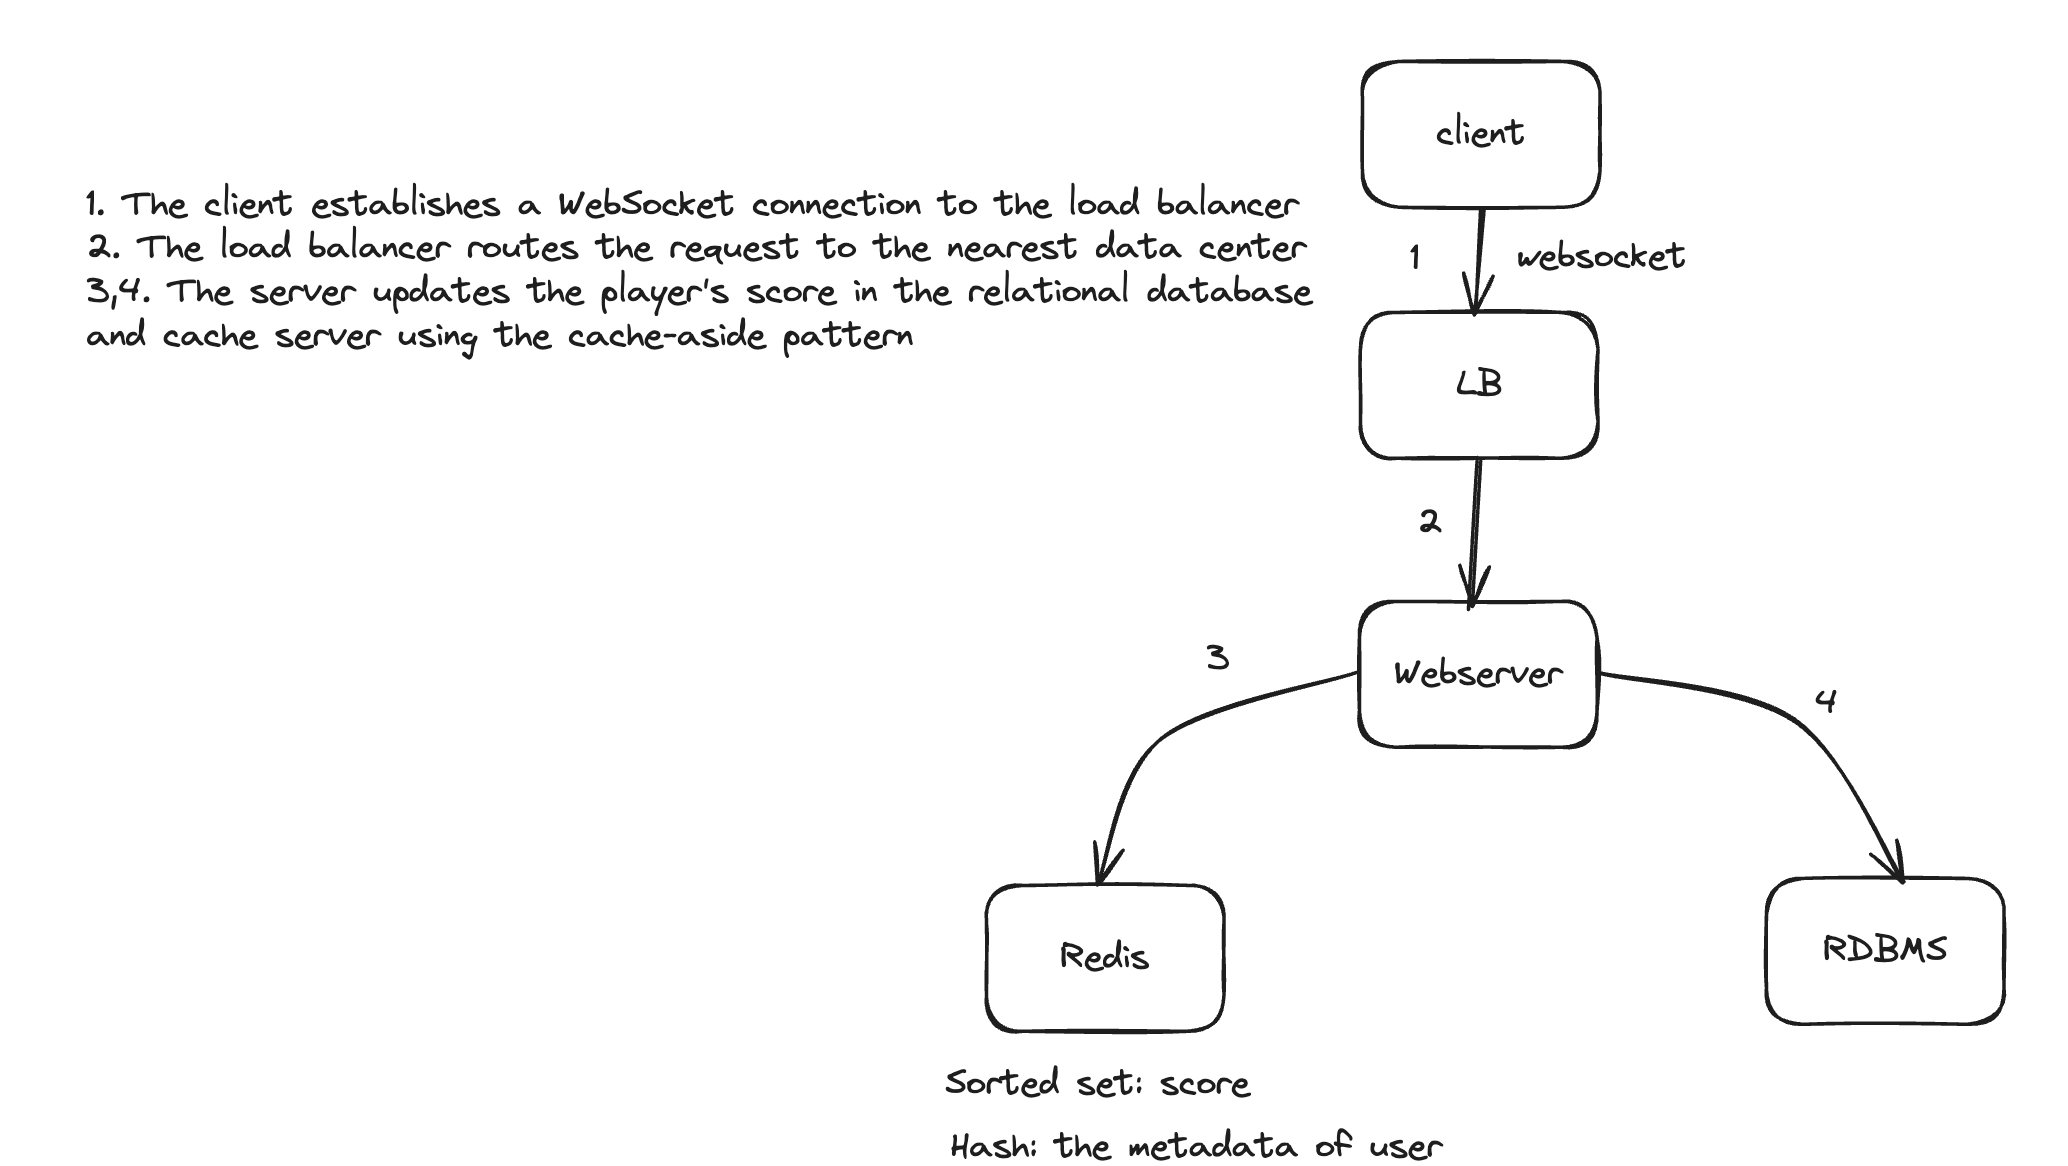 client
1. The client establishes a WebSocket connection to the load balancer
2. The load balancer routes the request to the nearest data center
3,4. The server updates the player's score in the relational database
and cache server using the cache-aside pattern
1
websocket
LB
2
Webserver
3
4
Redis
RDBMS
Sorted set: score
Hash: the metadata of user